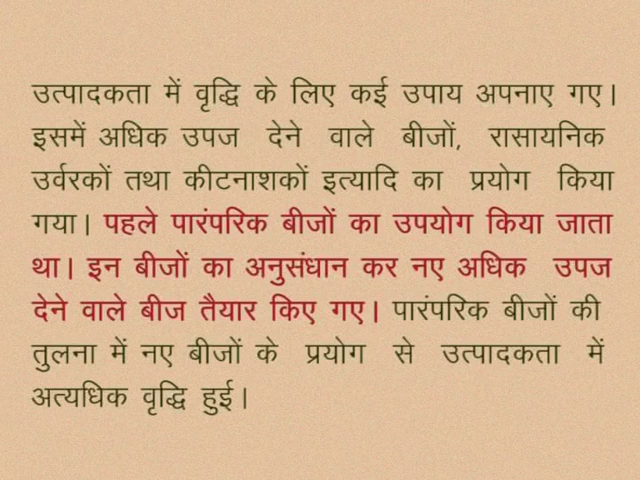 उत्पादकता में वृद्धि के लिए कई उपाय अपनाए गए।
इसमें अधिक उपज देने वाले बीजों, रासायनिक
उर्वरकों तथा कीटनाशकों इत्यादि का प्रयोग किया
गया। पहले पारंपरिक बीजों का उपयोग किया जाता
था। इन बीजों का अनुसंधान कर नए अधिक उपज
देने वाले बीज तैयार किए गए। पारंपरिक बीजों की
तुलना में नए बीजों के प्रयोग से उत्पादकता में
अत्यधिक वृद्धि हुई।